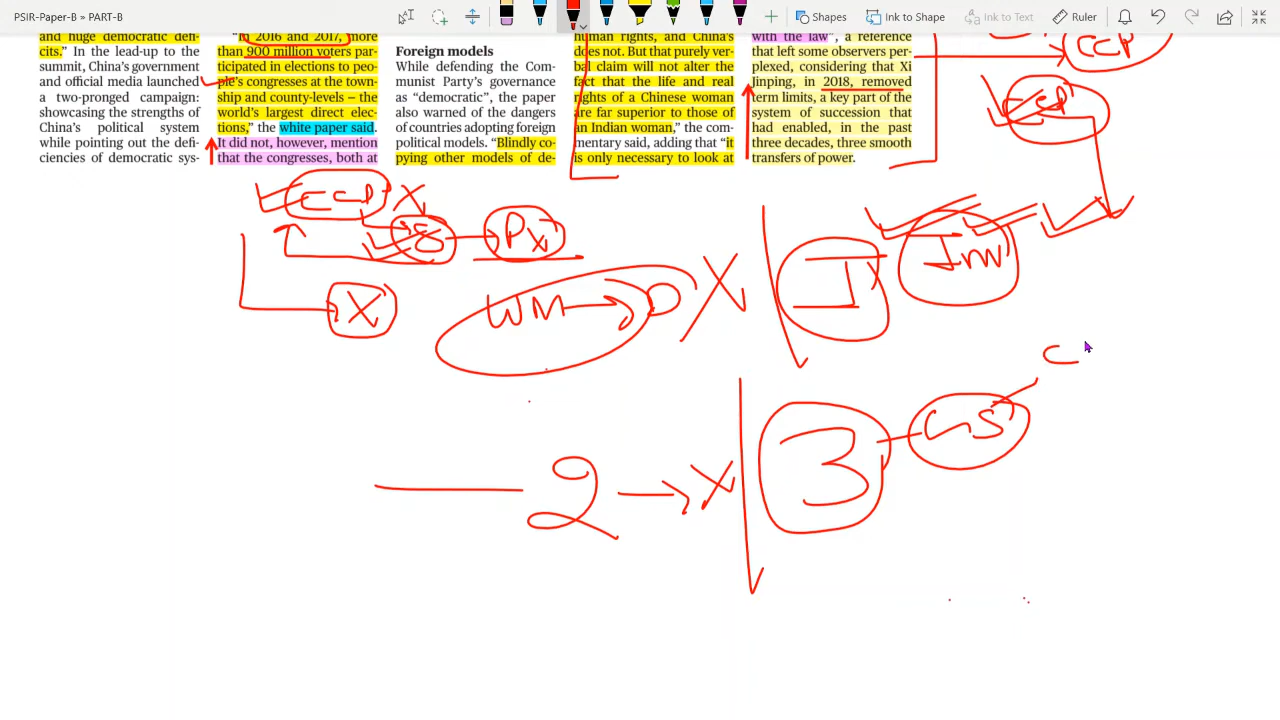 PSIR-Paper-B » PART-B
Shapes
Ink to Shape
Ink to Text
Ruler
and huge democratic defi-
cits.” In the lead-up to the
summit, China’s government
and official media launched
a two-pronged campaign:
showcasing the strengths of
China’s political system
while pointing out the defi-
ciencies of democratic sys-
“In 2016 and 2017, more
than 900 million voters par-
ticipated in elections to peo-
ple’s congresses at the town-
ship and county-levels – the
world’s largest direct elec-
tions,” the white paper said.
It did not, however, mention
that the congresses, both at
Foreign models
While defending the Com-
munist Party’s governance
as “democratic”, the paper
also warned of the dangers
of countries adopting foreign
political models. “Blindly co-
pying other models of de-
human rights, and China’s
does not. But that purely ver-
bal claim will not alter the
fact that the life and real
rights of a Chinese woman
are far superior to those of
an Indian woman,” the com-
mentary said, adding that “it
is only necessary to look at
with the law”, a reference
that left some observers per-
plexed, considering that Xi
Jinping, in 2018, removed
term limits, a key part of the
system of succession that
had enabled, in the past
three decades, three smooth
transfers of power.
CCP
CCP
CCP X
8 Px
X
WM D X
I Inv
C
2 X 3 GS